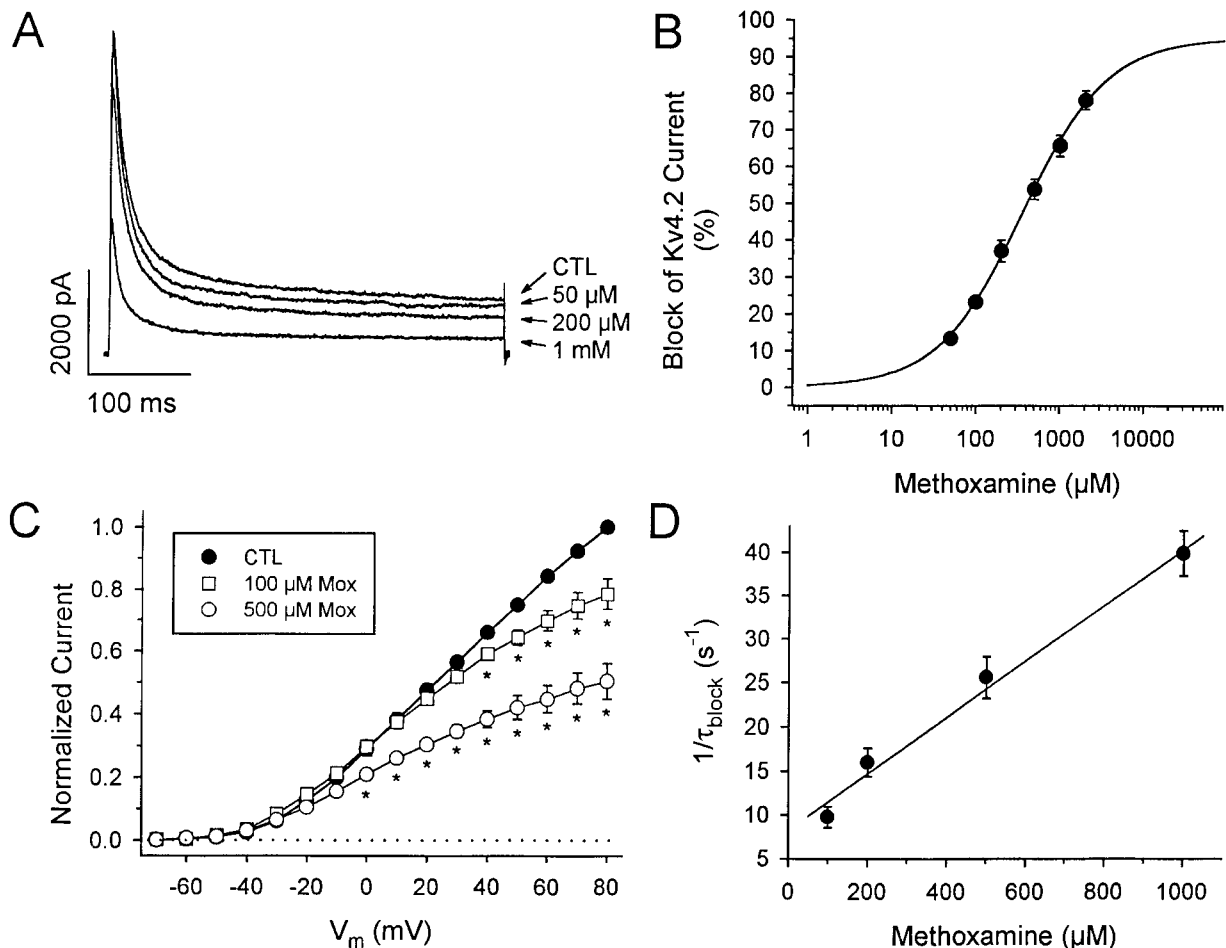 A
2000 pA
100 ms
CTL
50 µM
200 µM
1 mM
B
Block of Kv4.2 Current
(%)
100
90
80
70
60
50
40
30
20
10
0
1
10
100
1000
10000
Methoxamine (µM)
C
Normalized Current
1.0
0.8
0.6
0.4
0.2
0.0
CTL
100 µM Mox
500 µM Mox
* * * * *
* * * * * * * * *
-60
-40
-20
0
20
40
60
80
Vm (mV)
D
1/τblock (s⁻¹)
40
35
30
25
20
15
10
5
0
200
400
600
800
1000
Methoxamine (µM)